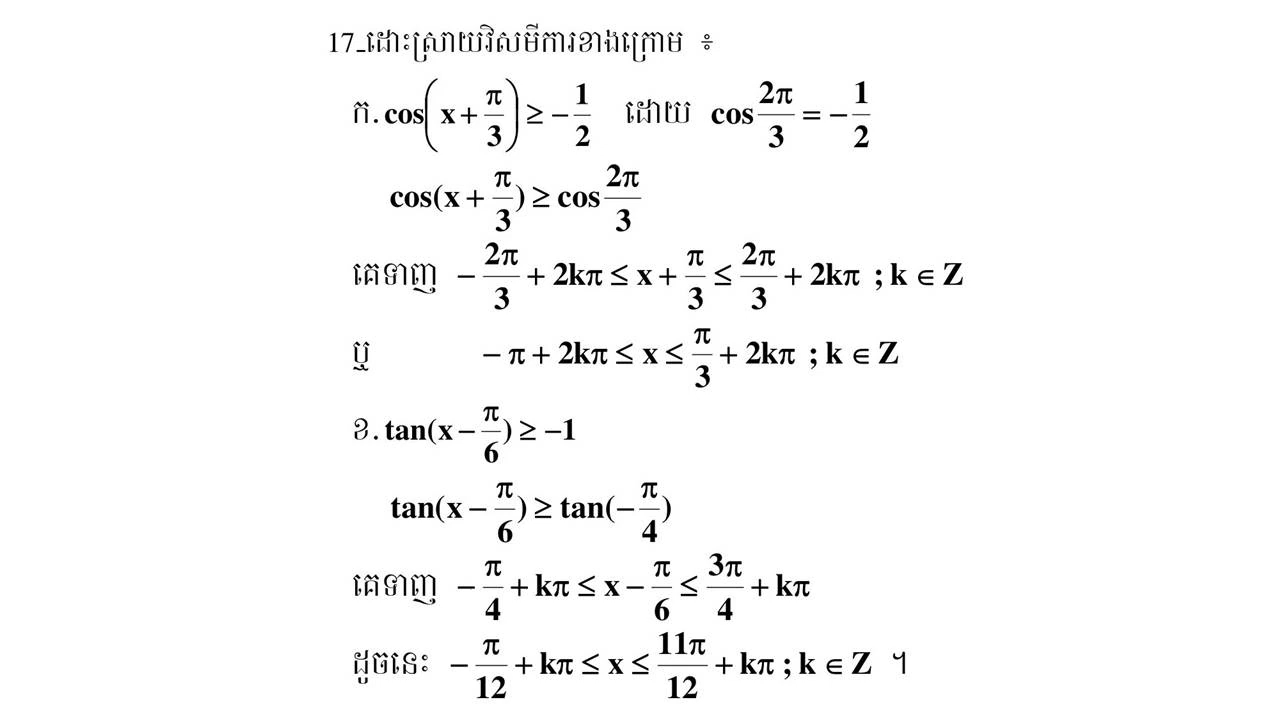 17_ដោះស្រាយវិសមីការខាងក្រោម ៖
ក. cos(x + π/3) ≥ − 1/2 ដោយ cos 2π/3 = − 1/2
cos(x + π/3) ≥ cos 2π/3
គេទាញ − 2π/3 + 2kπ ≤ x + π/3 ≤ 2π/3 + 2kπ ; k ∈ Z
ឬ − π + 2kπ ≤ x ≤ π/3 + 2kπ ; k ∈ Z
ខ. tan(x − π/6) ≥ −1
tan(x − π/6) ≥ tan(− π/4)
គេទាញ − π/4 + kπ ≤ x − π/6 ≤ 3π/4 + kπ
ដូចនេះ − π/12 + kπ ≤ x ≤ 11π/12 + kπ ; k ∈ Z ។